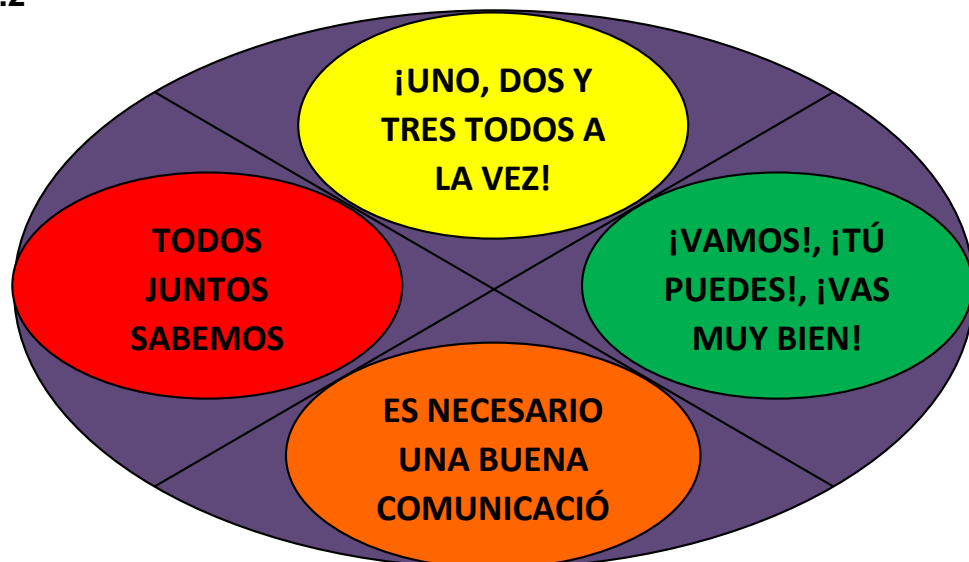 .2
¡UNO, DOS Y
TRES TODOS A
LA VEZ!
TODOS
JUNTOS
SABEMOS
¡VAMOS!, ¡TÚ
PUEDES!, ¡VAS
MUY BIEN!
ES NECESARIO
UNA BUENA
COMUNICACIÓ